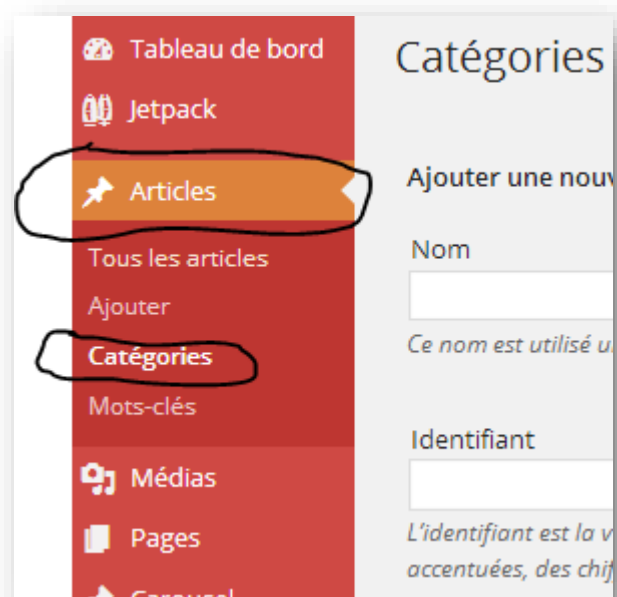 Tableau de bord
Jetpack
Articles
Tous les articles
Ajouter
Catégories
Mots-clés
Médias
Pages
Carousel
Catégories
Ajouter une nouv
Nom
Ce nom est utilisé u
Identifiant
L'identifiant est la v
accentuées, des chif